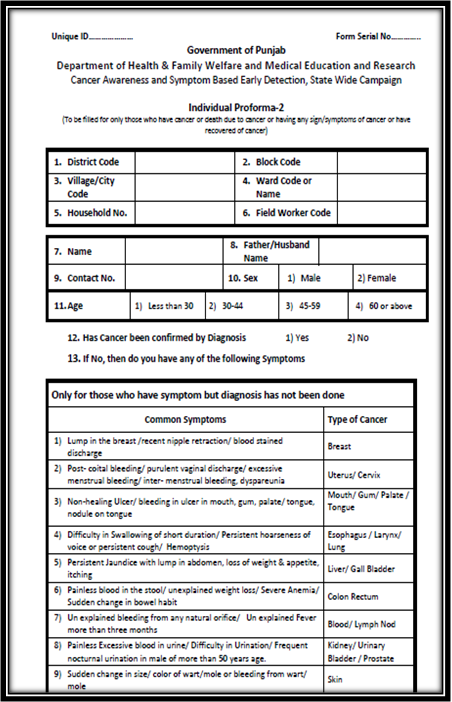 Unique ID………………… Form Serial No…………..
Government of Punjab
Department of Health & Family Welfare and Medical Education and Research
Cancer Awareness and Symptom Based Early Detection, State Wide Campaign
Individual Proforma-2
(To be filled for only those who have cancer or death due to cancer or having any sign/symptoms of cancer or have
recovered of cancer)
1. District Code 2. Block Code
3. Village/City
Code
4. Ward Code or
Name
5. Household No. 6. Field Worker Code
7. Name
8. Father/Husband
Name
9. Contact No. 10. Sex 1) Male 2) Female
11. Age 1) Less than 30 2) 30-44 3) 45-59 4) 60 or above
12. Has Cancer been confirmed by Diagnosis 1) Yes 2) No
13. If No, then do you have any of the following Symptoms
Only for those who have symptom but diagnosis has not been done
Common Symptoms Type of Cancer
1) Lump in the breast /recent nipple retraction/ blood stained
discharge
Breast
2) Post- coital bleeding/ purulent vaginal discharge/ excessive
menstrual bleeding/ inter- menstrual bleeding, dyspareunia
Uterus/ Cervix
3) Non-healing Ulcer/ bleeding in ulcer in mouth, gum, palate/ tongue,
nodule on tongue
Mouth/ Gum/ Palate /
Tongue
4) Difficulty in Swallowing of short duration/ Persistent hoarseness of
voice or persistent cough/ Hemoptysis
Esophagus / Larynx/
Lung
5) Persistent Jaundice with lump in abdomen, loss of weight & appetite,
itching
Liver/ Gall Bladder
6) Painless blood in the stool/ unexplained weight loss/ Severe Anemia/
Sudden change in bowel habit
Colon Rectum
7) Un explained bleeding from any natural orifice/ Un explained Fever
more than three months
Blood/ Lymph Nod
8) Painless Excessive blood in urine/ Difficulty in Urination/ Frequent
nocturnal urination in male of more than 50 years age.
Kidney/ Urinary
Bladder / Prostate
9) Sudden change in size/ color of wart/mole or bleeding from wart/
mole
Skin